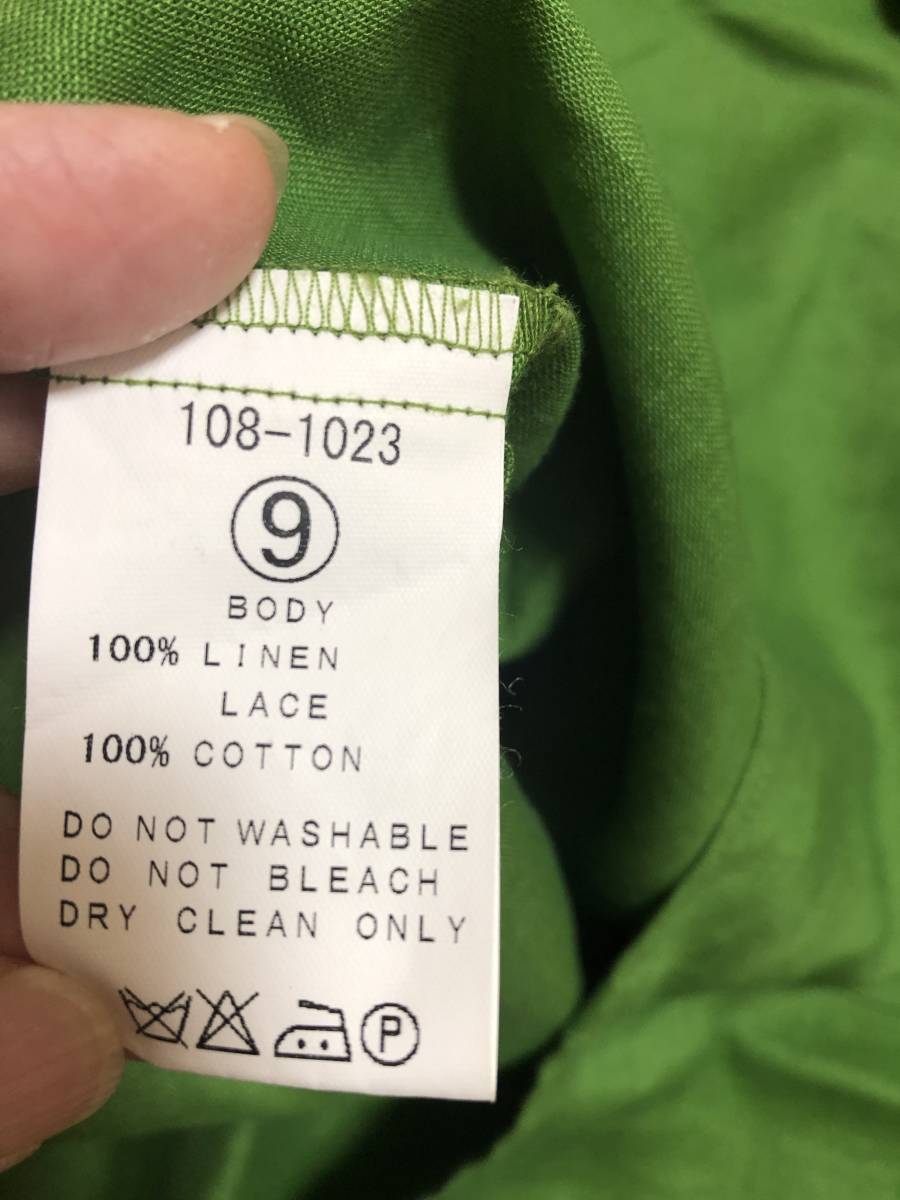 108-1023
9
BODY
100% LINEN
LACE
100% COTTON
DO NOT WASHABLE
DO NOT BLEACH
DRY CLEAN ONLY
P